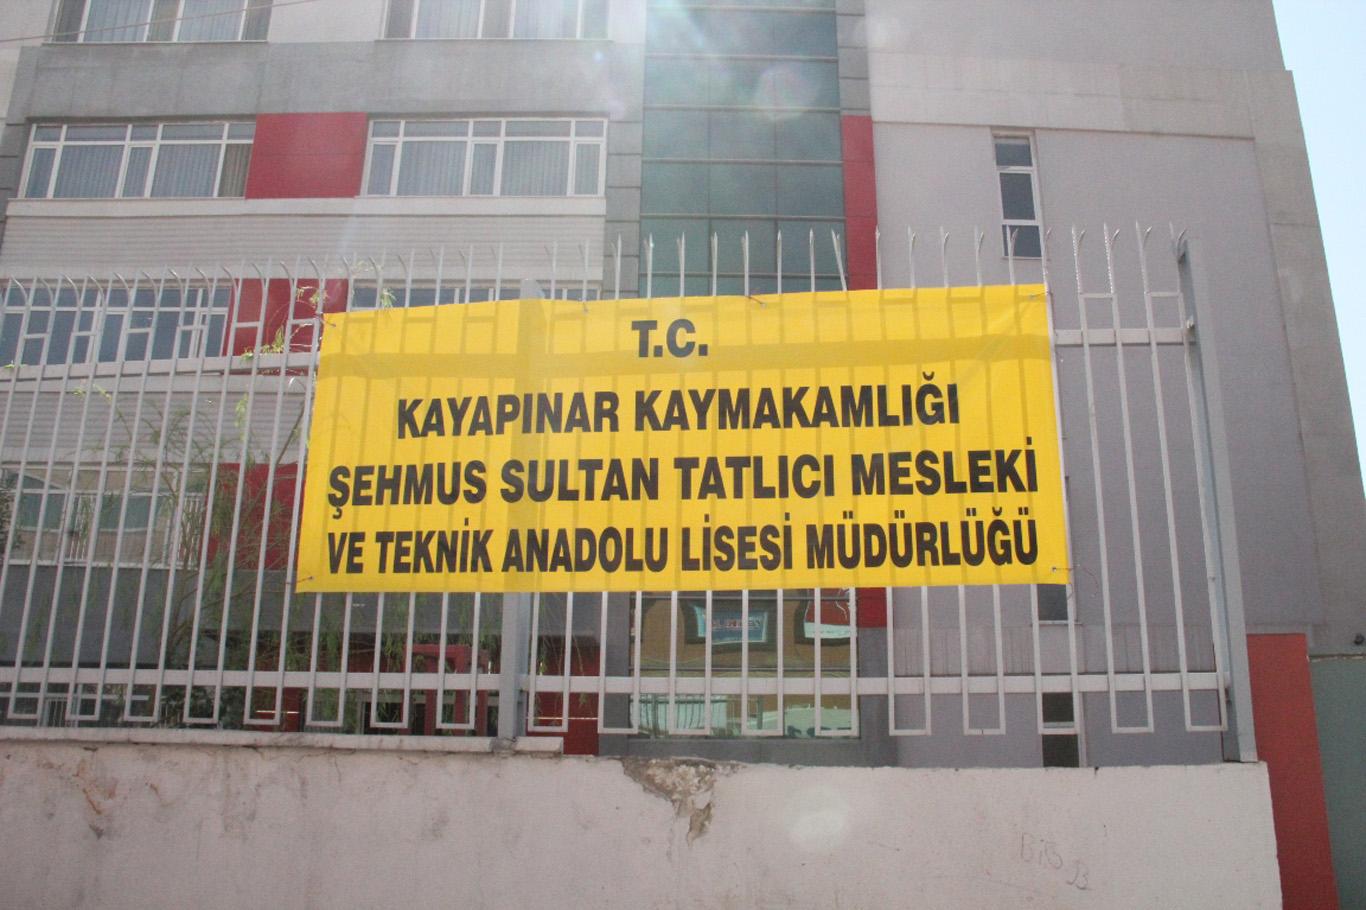 T.C.
KAYAPINAR KAYMAKAMLIĞI
ŞEHMUS SULTAN TATLICI MESLEKİ
VE TEKNİK ANADOLU LİSESİ MÜDÜRLÜĞÜ